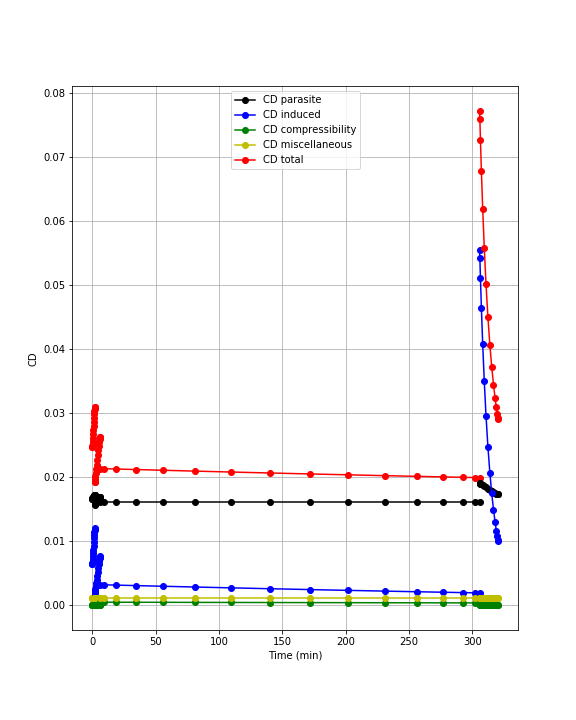 CD parasite
CD induced
CD compressibility
CD miscellaneous
CD total
0.08
0.07
0.06
0.05
0.04
0.03
0.02
0.01
0.00
CD
0 50 100 150 200 250 300
Time (min)